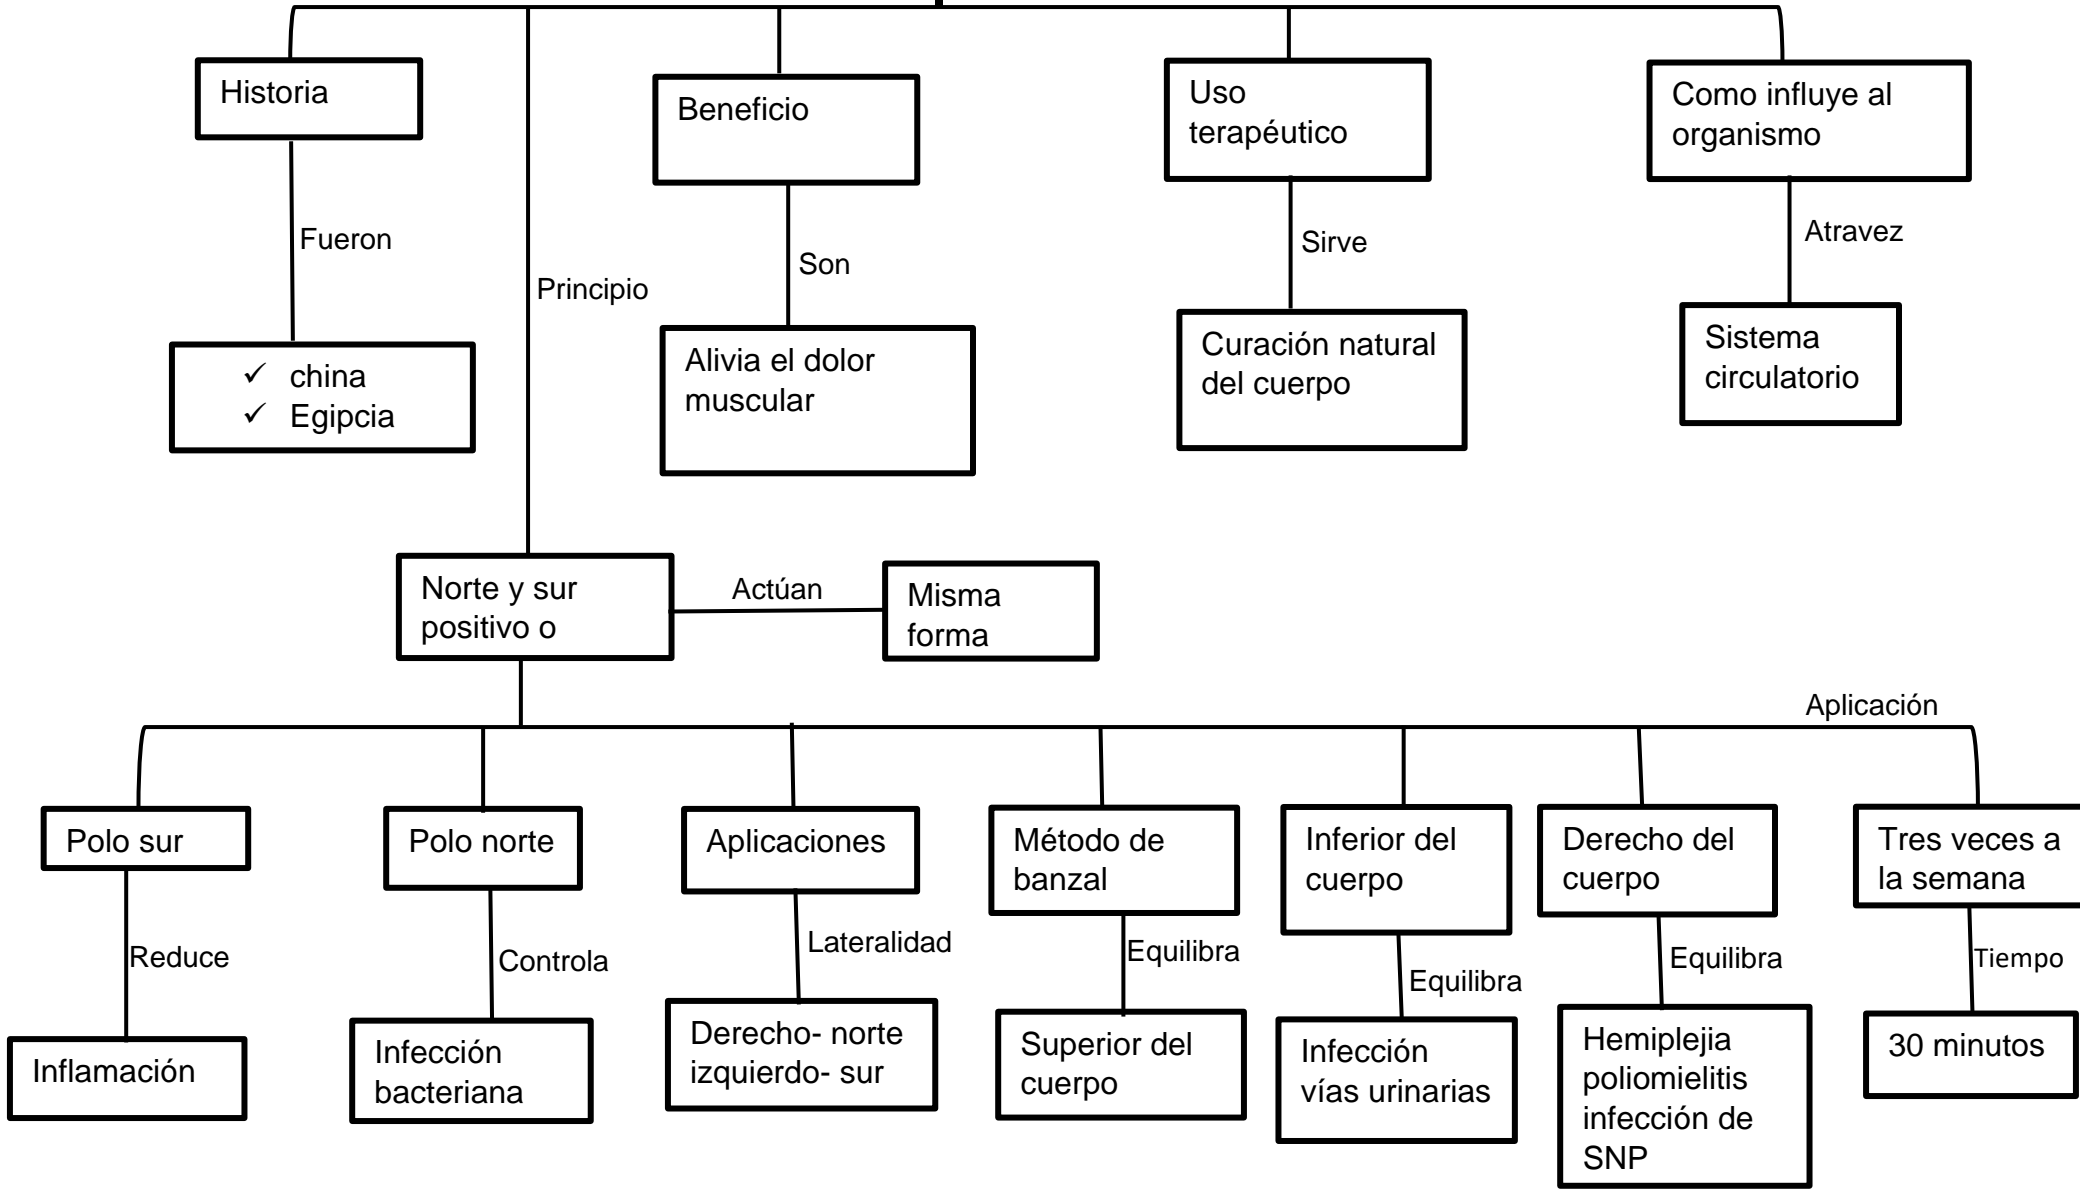 Historia
Beneficio
Uso
terapéutico
Como influye al
organismo
Fueron
Principio
Son
Sirve
Atravez
✓ china
✓ Egipcia
Alivia el dolor
muscular
Curación natural
del cuerpo
Sistema
circulatorio
Norte y sur
positivo o
Actúan
Misma
forma
Aplicación
Polo sur
Polo norte
Aplicaciones
Método de
banzal
Inferior del
cuerpo
Derecho del
cuerpo
Tres veces a
la semana
Reduce
Controla
Lateralidad
Equilibra
Equilibra
Equilibra
Tiempo
Inflamación
Infección
bacteriana
Derecho- norte
izquierdo- sur
Superior del
cuerpo
Infección
vías urinarias
Hemiplejia
poliomielitis
infección de
SNP
30 minutos